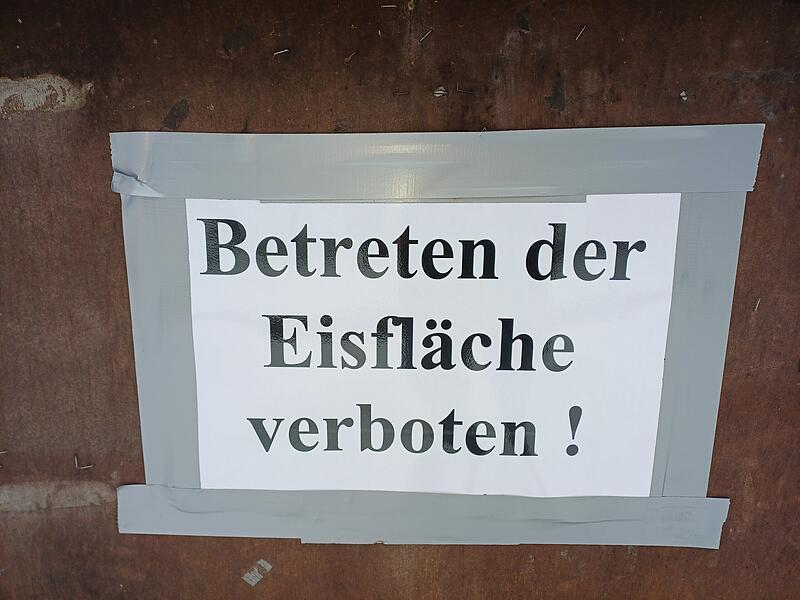 Betreten der
Eisfläche
verboten !